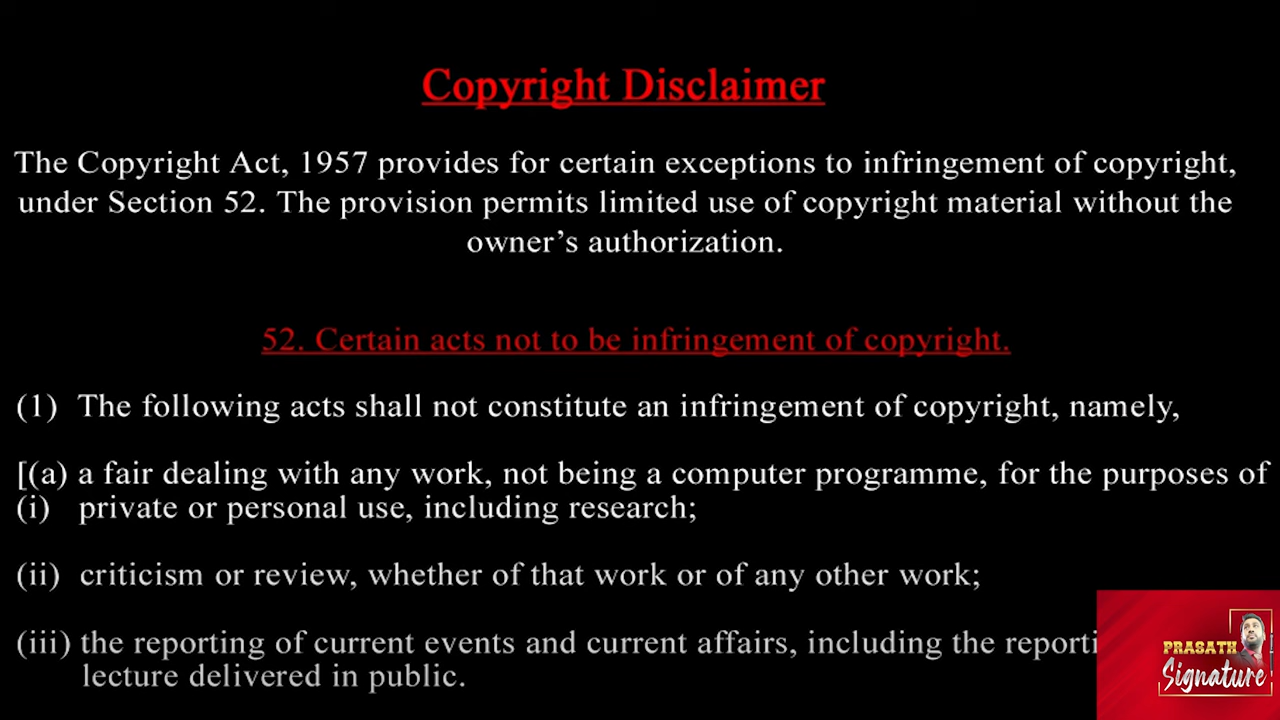 Copyright Disclaimer
The Copyright Act, 1957 provides for certain exceptions to infringement of copyright,
under Section 52. The provision permits limited use of copyright material without the
owner's authorization.
52. Certain acts not to be infringement of copyright.
(1) The following acts shall not constitute an infringement of copyright, namely,
[(a) a fair dealing with any work, not being a computer programme, for the purposes of
(i) private or personal use, including research;
(ii) criticism or review, whether of that work or of any other work;
(iii) the reporting of current events and current affairs, including the
lecture delivered in public.
PRASATH
Signature